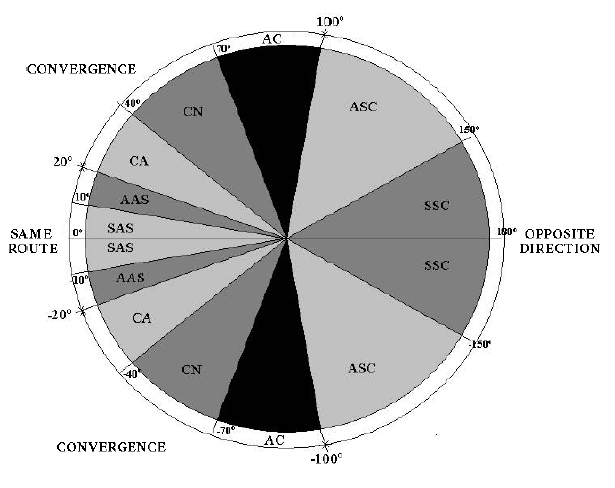 100°
AC
70°
CONVERGENCE
40°
CN
ASC
150°
20°
CA
10°
AAS
SSC
SAME
ROUTE
0°
SAS
SAS
180°
OPPOSITE
DIRECTION
-10°
AAS
SSC
-20°
CA
-150°
-40°
CN
ASC
-70°
AC
CONVERGENCE
-100°